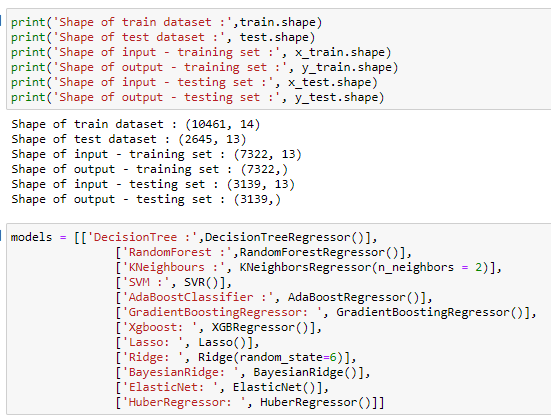 print('Shape of train dataset :',train.shape)
print('Shape of test dataset :', test.shape)
print('Shape of input - training set :', x_train.shape)
print('Shape of output - training set :', y_train.shape)
print('Shape of input - testing set :', x_test.shape)
print('Shape of output - testing set :', y_test.shape)
Shape of train dataset : (10461, 14)
Shape of test dataset : (2645, 13)
Shape of input - training set : (7322, 13)
Shape of output - training set : (7322,)
Shape of input - testing set : (3139, 13)
Shape of output - testing set : (3139,)
models = [['DecisionTree :',DecisionTreeRegressor()],
['RandomForest :',RandomForestRegressor()],
['KNeighbours :', KNeighborsRegressor(n_neighbors = 2)],
['SVM :', SVR()],
['AdaBoostClassifier :', AdaBoostRegressor()],
['GradientBoostingRegressor: ', GradientBoostingRegressor()],
['Xgboost: ', XGBRegressor()],
['Lasso: ', Lasso()],
['Ridge: ', Ridge(random_state=6)],
['BayesianRidge: ', BayesianRidge()],
['ElasticNet: ', ElasticNet()],
['HuberRegressor: ', HuberRegressor()]]